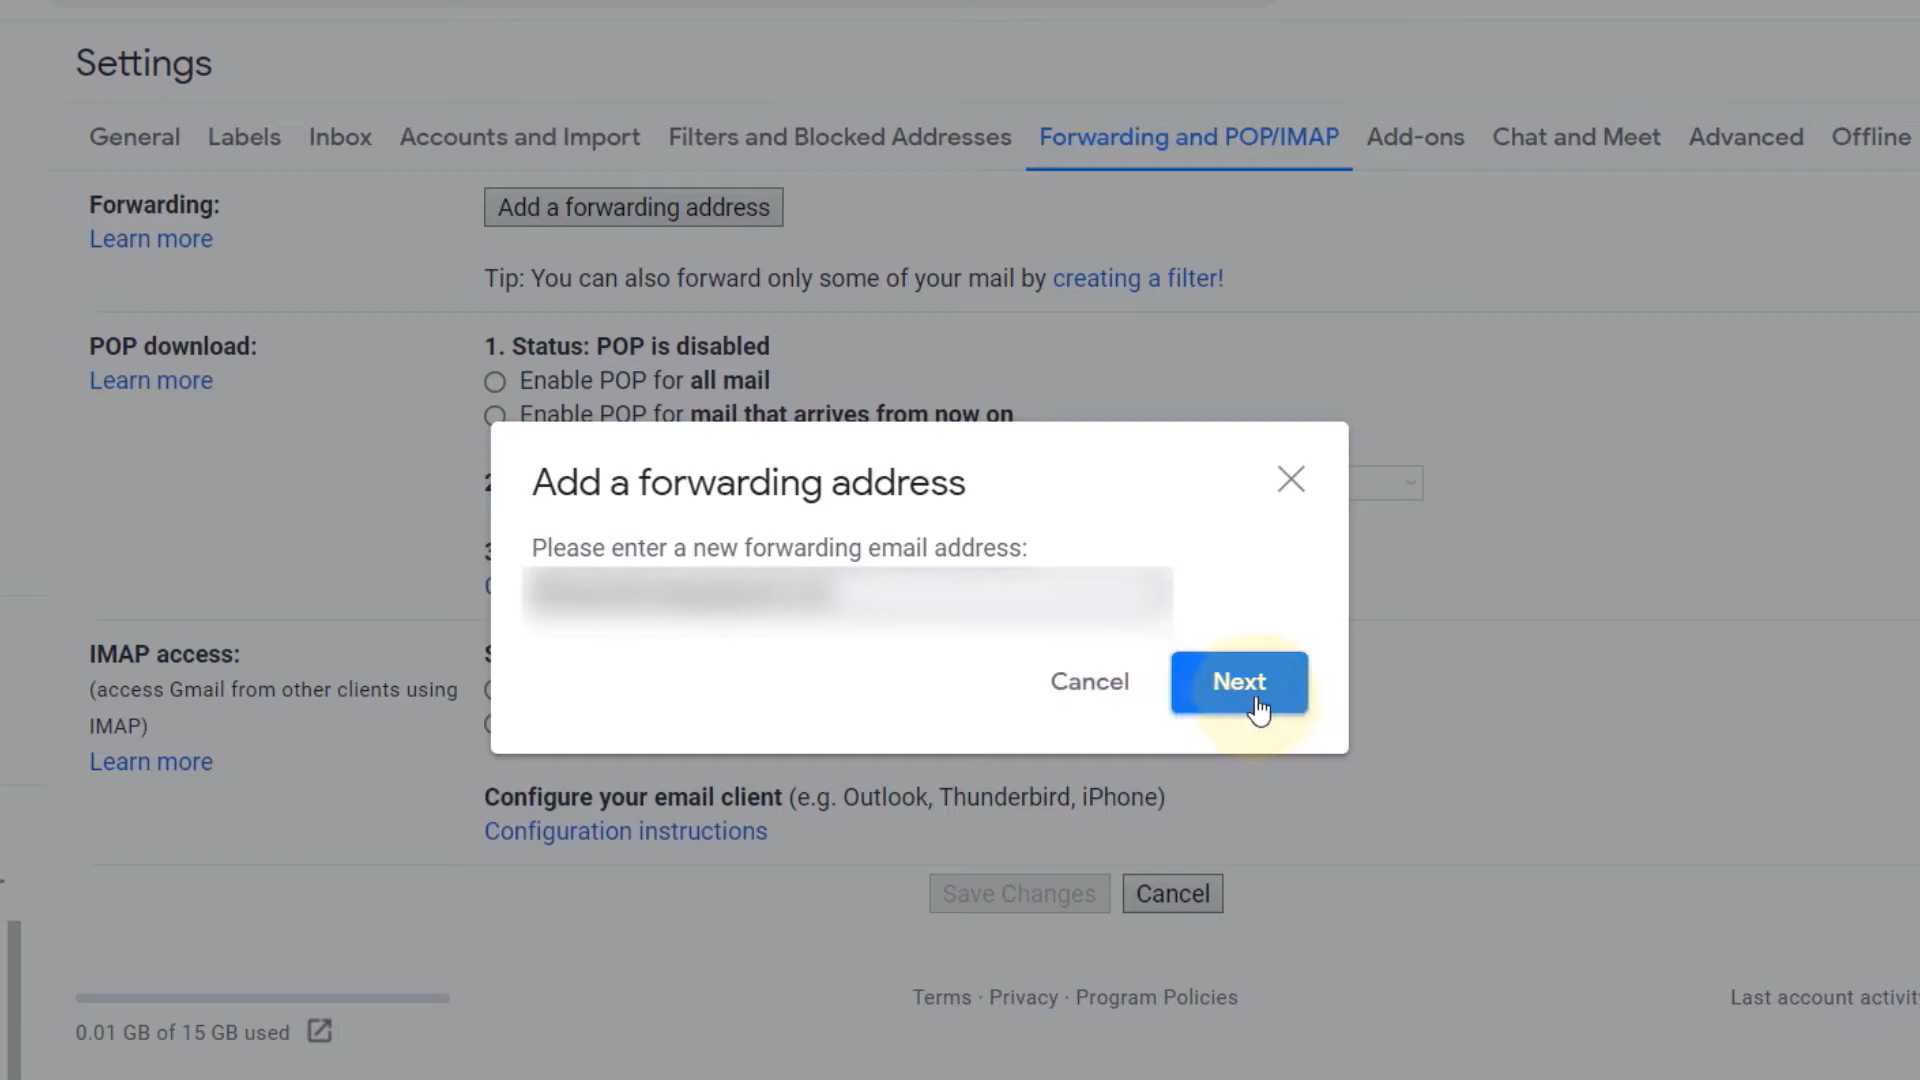 Settings
General Labels Inbox Accounts and Import Filters and Blocked Addresses Forwarding and POP/IMAP Add-ons Chat and Meet Advanced Offline
Forwarding:
Learn more
Add a forwarding address
Tip: You can also forward only some of your mail by creating a filter!
POP download:
Learn more
1. Status: POP is disabled
Enable POP for all mail
Enable POP for mail that arrives from now on
Add a forwarding address
Please enter a new forwarding email address:
Cancel Next
IMAP access:
(access Gmail from other clients using
IMAP)
Learn more
Configure your email client (e.g. Outlook, Thunderbird, iPhone)
Configuration instructions
Save Changes Cancel
Terms · Privacy · Program Policies
Last account activity
0.01 GB of 15 GB used